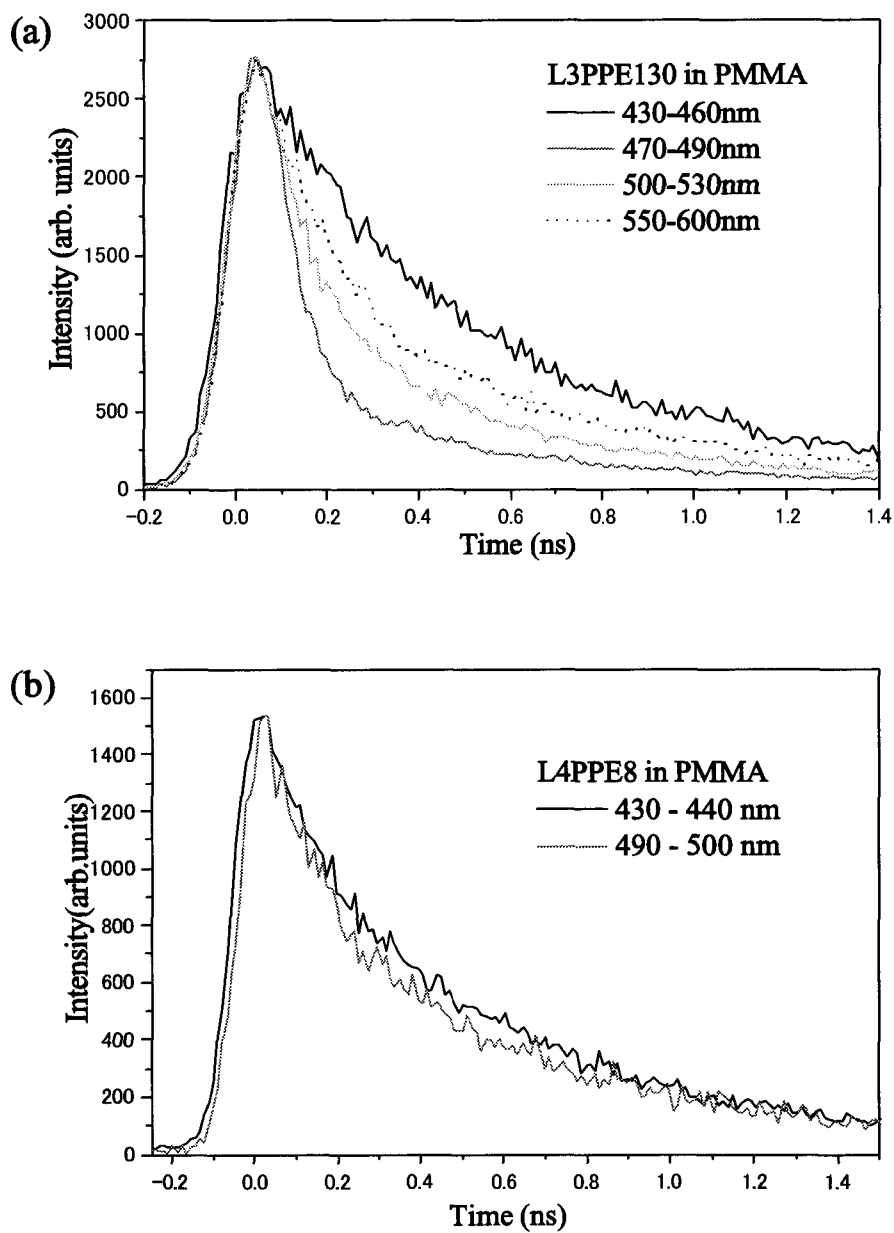 (a)
3000
2500
2000
1500
1000
500
0
Intensity (arb. units)
L3PPE130 in PMMA
430-460nm
470-490nm
500-530nm
550-600nm
−0.2 0.0 0.2 0.4 0.6 0.8 1.0 1.2 1.4
Time (ns)
(b)
1600
1400
1200
1000
800
600
400
200
0
Intensity(arb.units)
L4PPE8 in PMMA
430 - 440 nm
490 - 500 nm
−0.2 0.0 0.2 0.4 0.6 0.8 1.0 1.2 1.4
Time (ns)